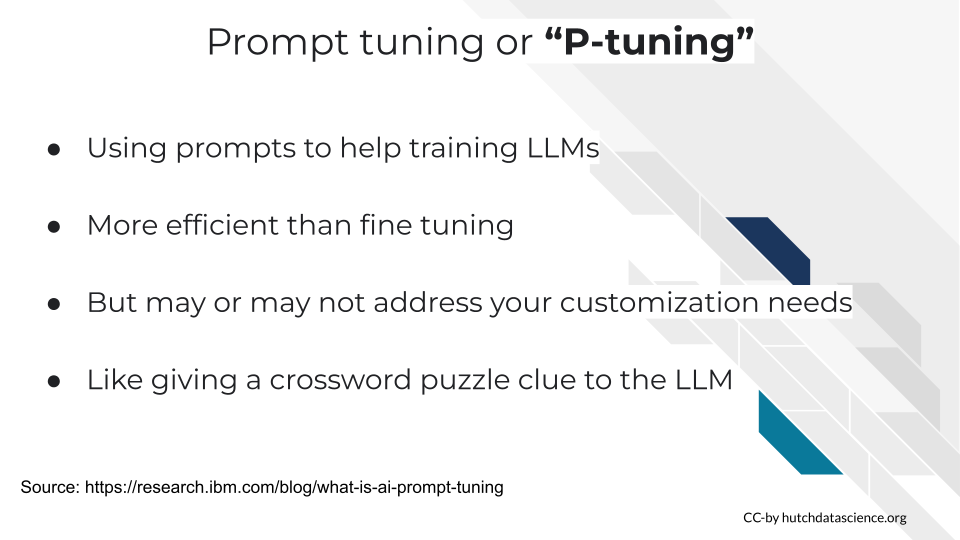 Prompt tuning or “P-tuning”
● Using prompts to help training LLMs
● More efficient than fine tuning
● But may or may not address your customization needs
● Like giving a crossword puzzle clue to the LLM
Source: https://research.ibm.com/blog/what-is-ai-prompt-tuning
CC-by hutchdatascience.org